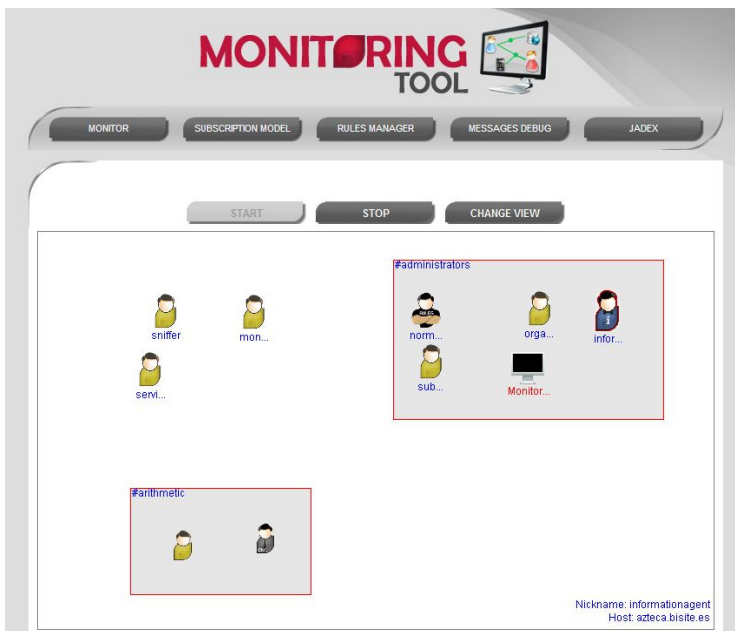 MONITORING
TOOL
MONITOR
SUBSCRIPTION MODEL
RULES MANAGER
MESSAGES DEBUG
JADEX
START
STOP
CHANGE VIEW
#administrators
RULES
sniffer
mon...
norm...
orga...
infor...
servi...
sub...
Monitor...
#arithmetic
Nickname: informationagent
Host: azteca.bisite.es